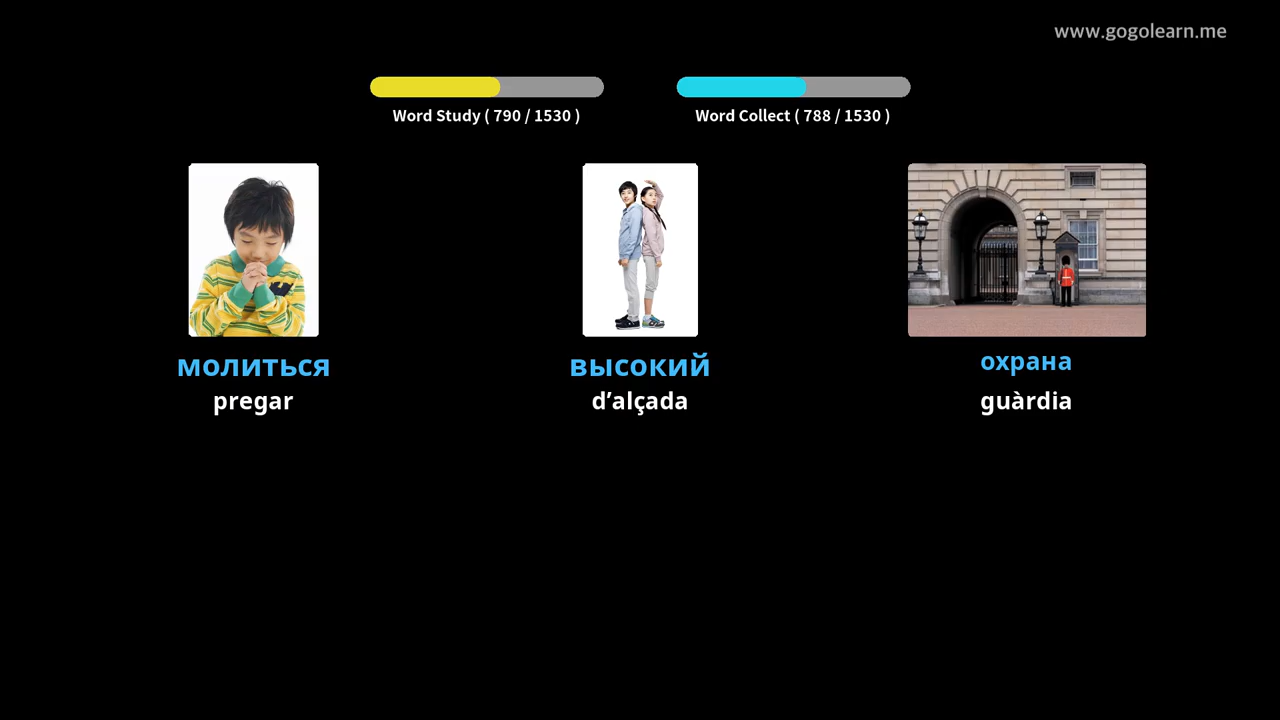 www.gogolearn.me
Word Study ( 790 / 1530 )
Word Collect ( 788 / 1530 )
молиться
pregar
высокий
d’alçada
охрана
guàrdia